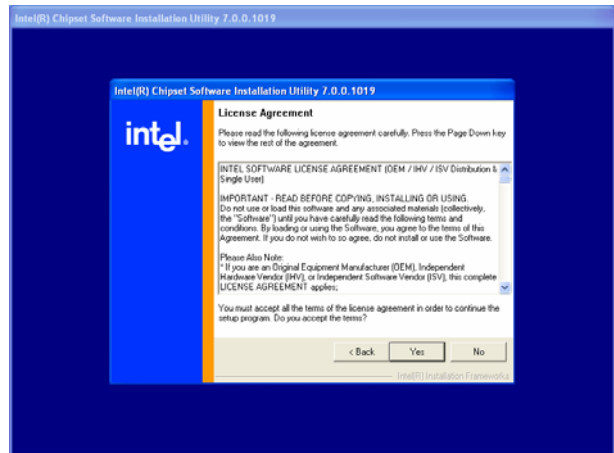 Intel(R) Chipset Software Installation Utility 7.0.0.1019
Intel(R) Chipset Software Installation Utility 7.0.0.1019
intel.
License Agreement
Please read the following license agreement carefully. Press the Page Down key
to view the rest of the agreement.
INTEL SOFTWARE LICENSE AGREEMENT (OEM / IHV / ISV Distribution &
Single User)
IMPORTANT - READ BEFORE COPYING, INSTALLING OR USING.
Do not use or load this software and any associated materials (collectively,
the "Software") until you have carefully read the following terms and
conditions. By loading or using the Software, you agree to the terms of this
Agreement. If you do not wish to so agree, do not install or use the Software.
Please Also Note:
* If you are an Original Equipment Manufacturer (OEM), Independent
Hardware Vendor (IHV), or Independent Software Vendor (ISV), this complete
LICENSE AGREEMENT applies;
You must accept all the terms of the license agreement in order to continue the
setup program. Do you accept the terms?
< Back
Yes
No
Intel(R) Installation Frameworks